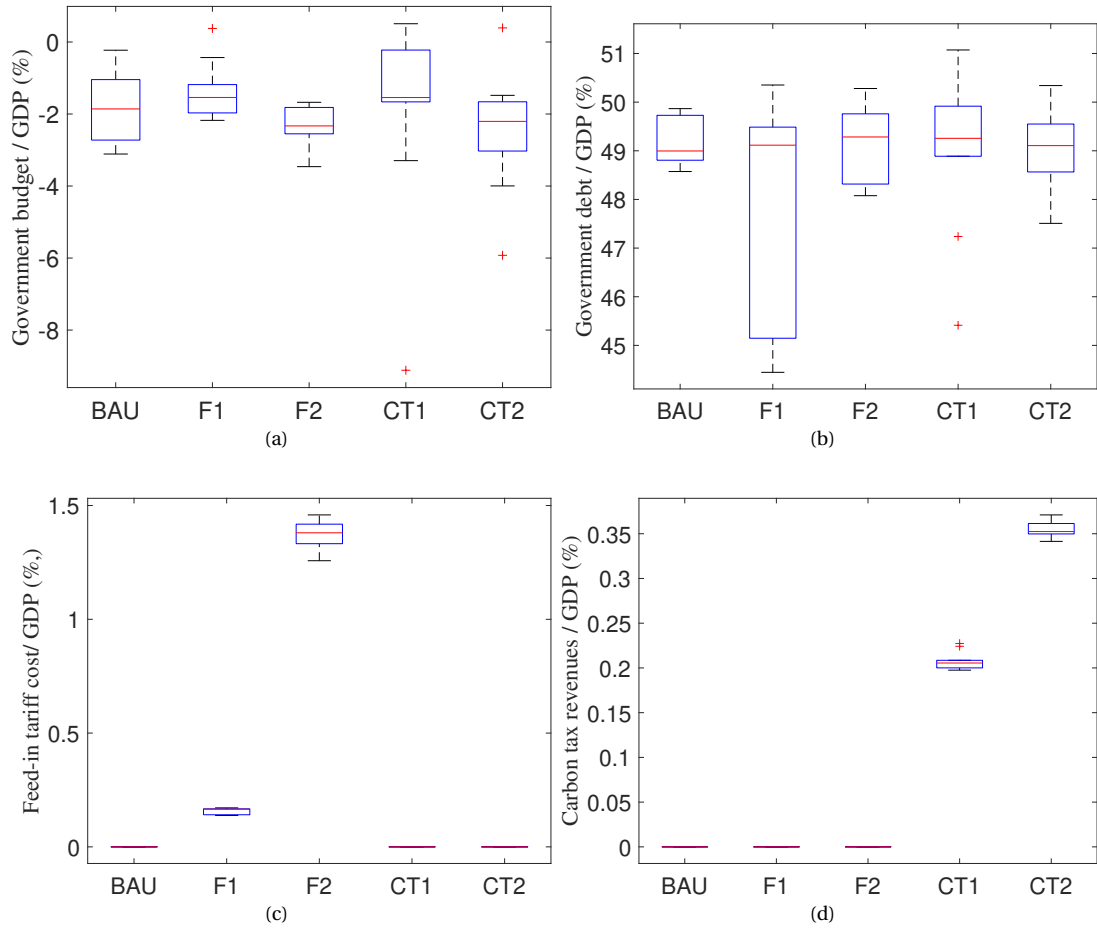 Government budget / GDP (%)
0
-2
-4
-6
-8
BAU F1 F2 CT1 CT2
(a)
Government debt / GDP (%)
51
50
49
48
47
46
45
BAU F1 F2 CT1 CT2
(b)
Feed-in tariff cost/ GDP (%,)
1.5
1
0.5
0
BAU F1 F2 CT1 CT2
(c)
Carbon tax revenues / GDP (%)
0.35
0.3
0.25
0.2
0.15
0.1
0.05
0
BAU F1 F2 CT1 CT2
(d)